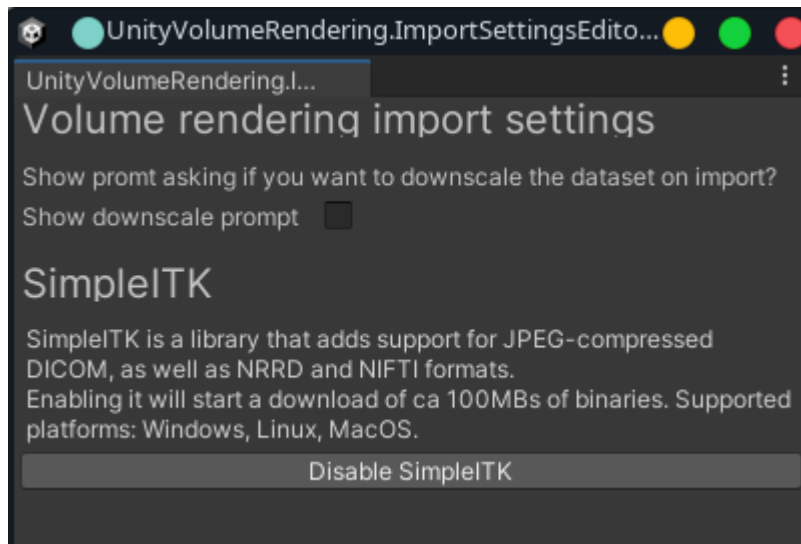 UnityVolumeRendering.ImportSettingsEdito...
UnityVolumeRendering.I...
Volume rendering import settings
Show promt asking if you want to downscale the dataset on import?
Show downscale prompt
SimpleITK
SimpleITK is a library that adds support for JPEG-compressed
DICOM, as well as NRRD and NIFTI formats.
Enabling it will start a download of ca 100MBs of binaries. Supported
platforms: Windows, Linux, MacOS.
Disable SimpleITK